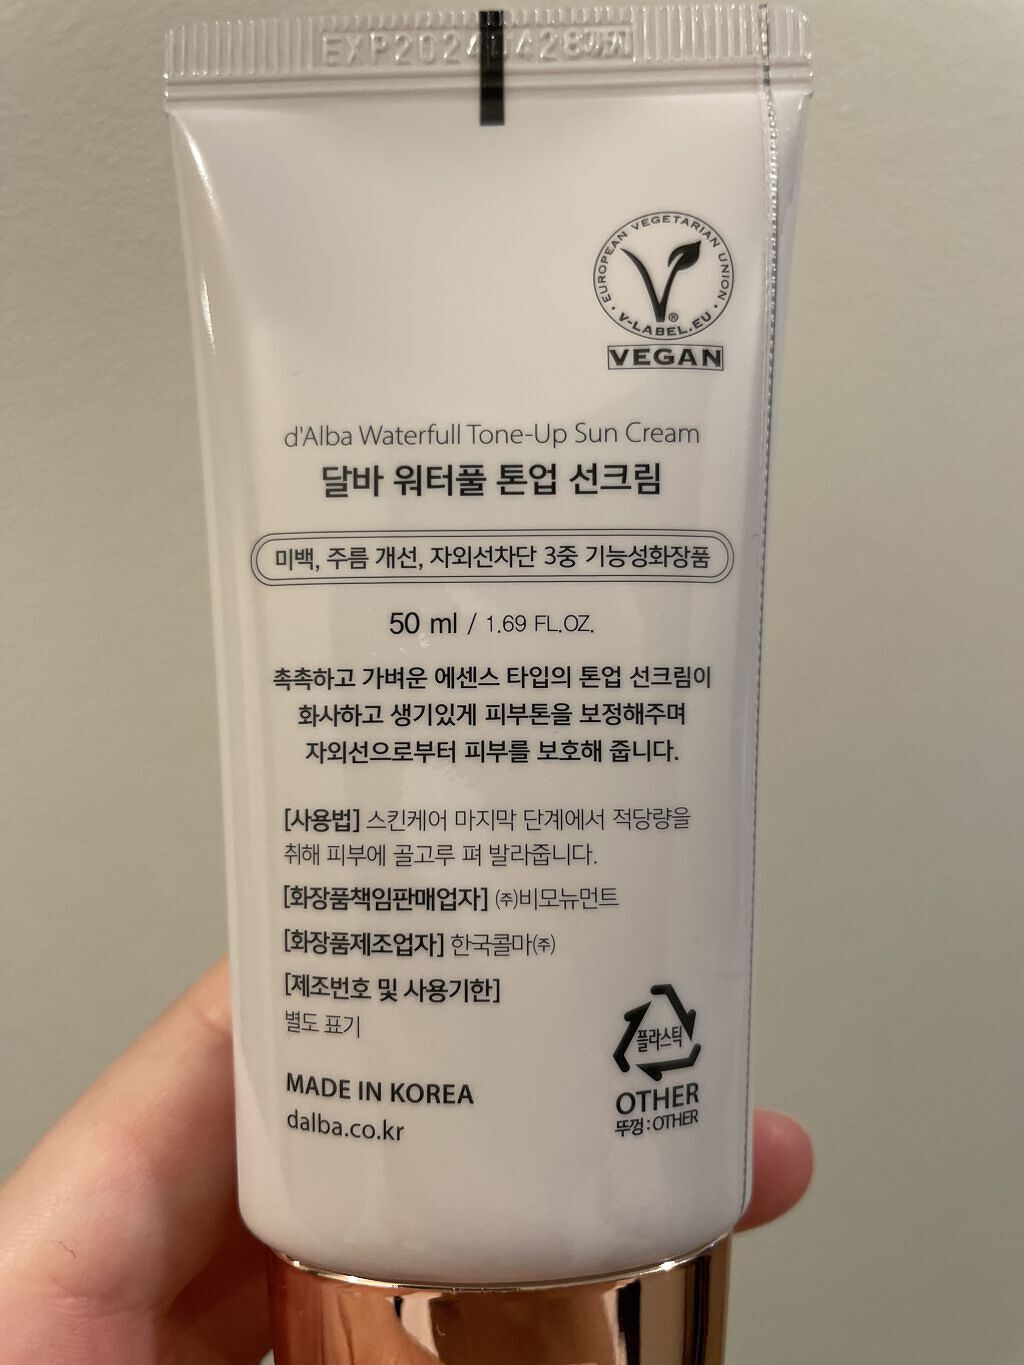 · EUROPEAN VEGETARIAN UNION ·
V-LABEL.EU®
VEGAN
d'Alba Waterfull Tone-Up Sun Cream
달바 워터풀 톤업 선크림
미백, 주름 개선, 자외선차단 3중 기능성화장품
50 ml / 1.69 FL.OZ.
촉촉하고 가벼운 에센스 타입의 톤업 선크림이
화사하고 생기있게 피부톤을 보정해주며
자외선으로부터 피부를 보호해 줍니다.
[사용법] 스킨케어 마지막 단계에서 적당량을
취해 피부에 골고루 펴 발라줍니다.
[화장품책임판매업자] ㈜비모뉴먼트
[화장품제조업자] 한국콜마㈜
[제조번호 및 사용기한]
별도 표기
MADE IN KOREA
dalba.co.kr
플라스틱
OTHER
뚜껑:OTHER